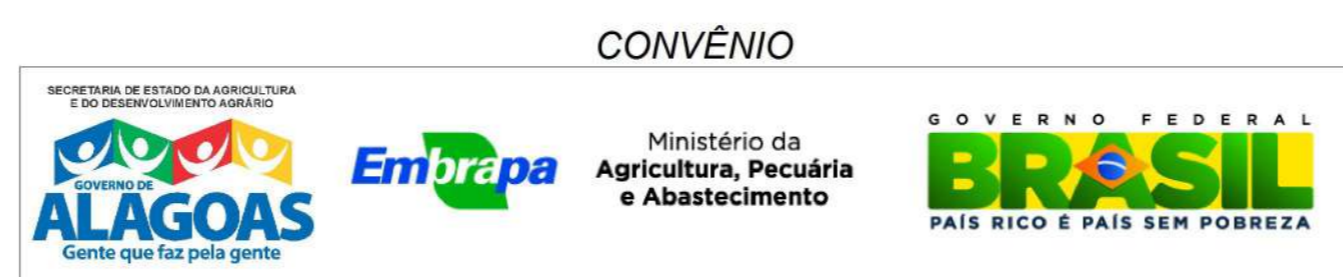 CONVÊNIO
SECRETARIA DE ESTADO DA AGRICULTURA
E DO DESENVOLVIMENTO AGRÁRIO
GOVERNO DE
ALAGOAS
Gente que faz pela gente
Embrapa
Ministério da
Agricultura, Pecuária
e Abastecimento
GOVERNO FEDERAL
BRASIL
PAÍS RICO É PAÍS SEM POBREZA